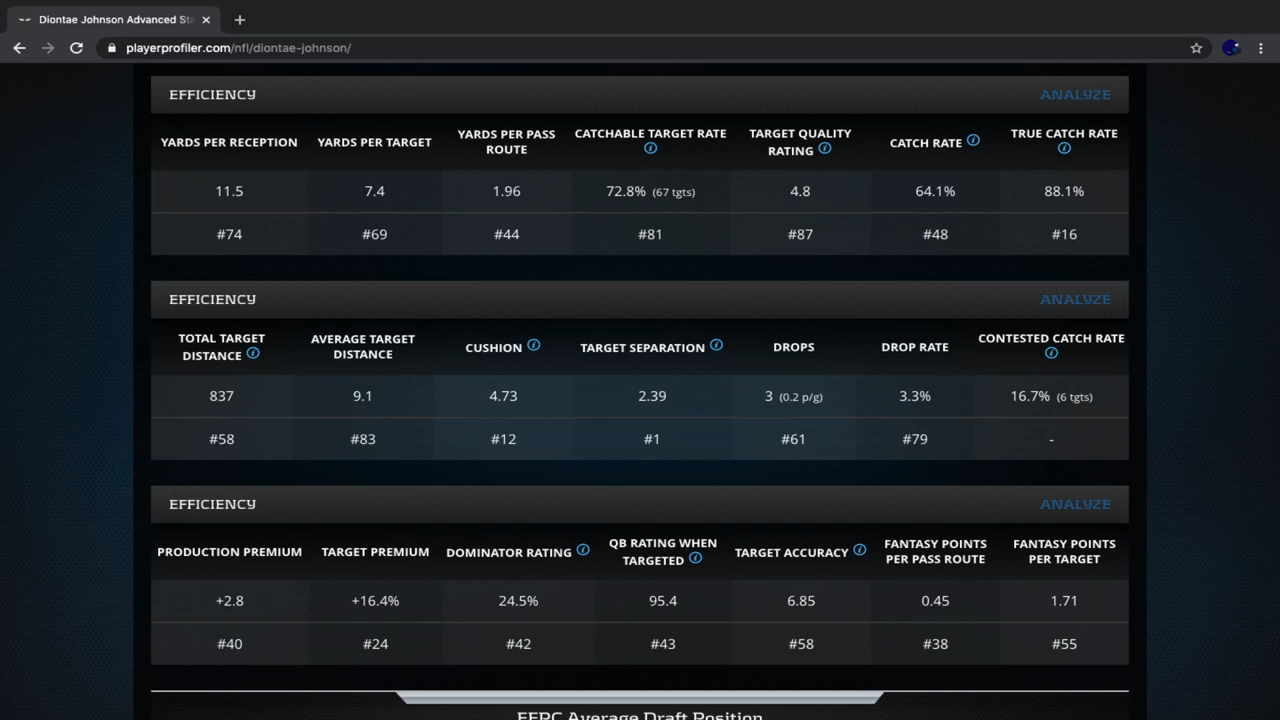 Diontae Johnson Advanced Sta
playerprofiler.com/nfl/diontae-johnson/
EFFICIENCY ANALYZE
YARDS PER RECEPTION YARDS PER TARGET YARDS PER PASS ROUTE CATCHABLE TARGET RATE TARGET QUALITY RATING CATCH RATE TRUE CATCH RATE
11.5 7.4 1.96 72.8% (67 tgts) 4.8 64.1% 88.1%
#74 #69 #44 #81 #87 #48 #16
EFFICIENCY ANALYZE
TOTAL TARGET DISTANCE AVERAGE TARGET DISTANCE CUSHION TARGET SEPARATION DROPS DROP RATE CONTESTED CATCH RATE
837 9.1 4.73 2.39 3 (0.2 p/g) 3.3% 16.7% (6 tgts)
#58 #83 #12 #1 #61 #79 -
EFFICIENCY ANALYZE
PRODUCTION PREMIUM TARGET PREMIUM DOMINATOR RATING QB RATING WHEN TARGETED TARGET ACCURACY FANTASY POINTS PER PASS ROUTE FANTASY POINTS PER TARGET
+2.8 +16.4% 24.5% 95.4 6.85 0.45 1.71
#40 #24 #42 #43 #58 #38 #55
FFPC Average Draft Position